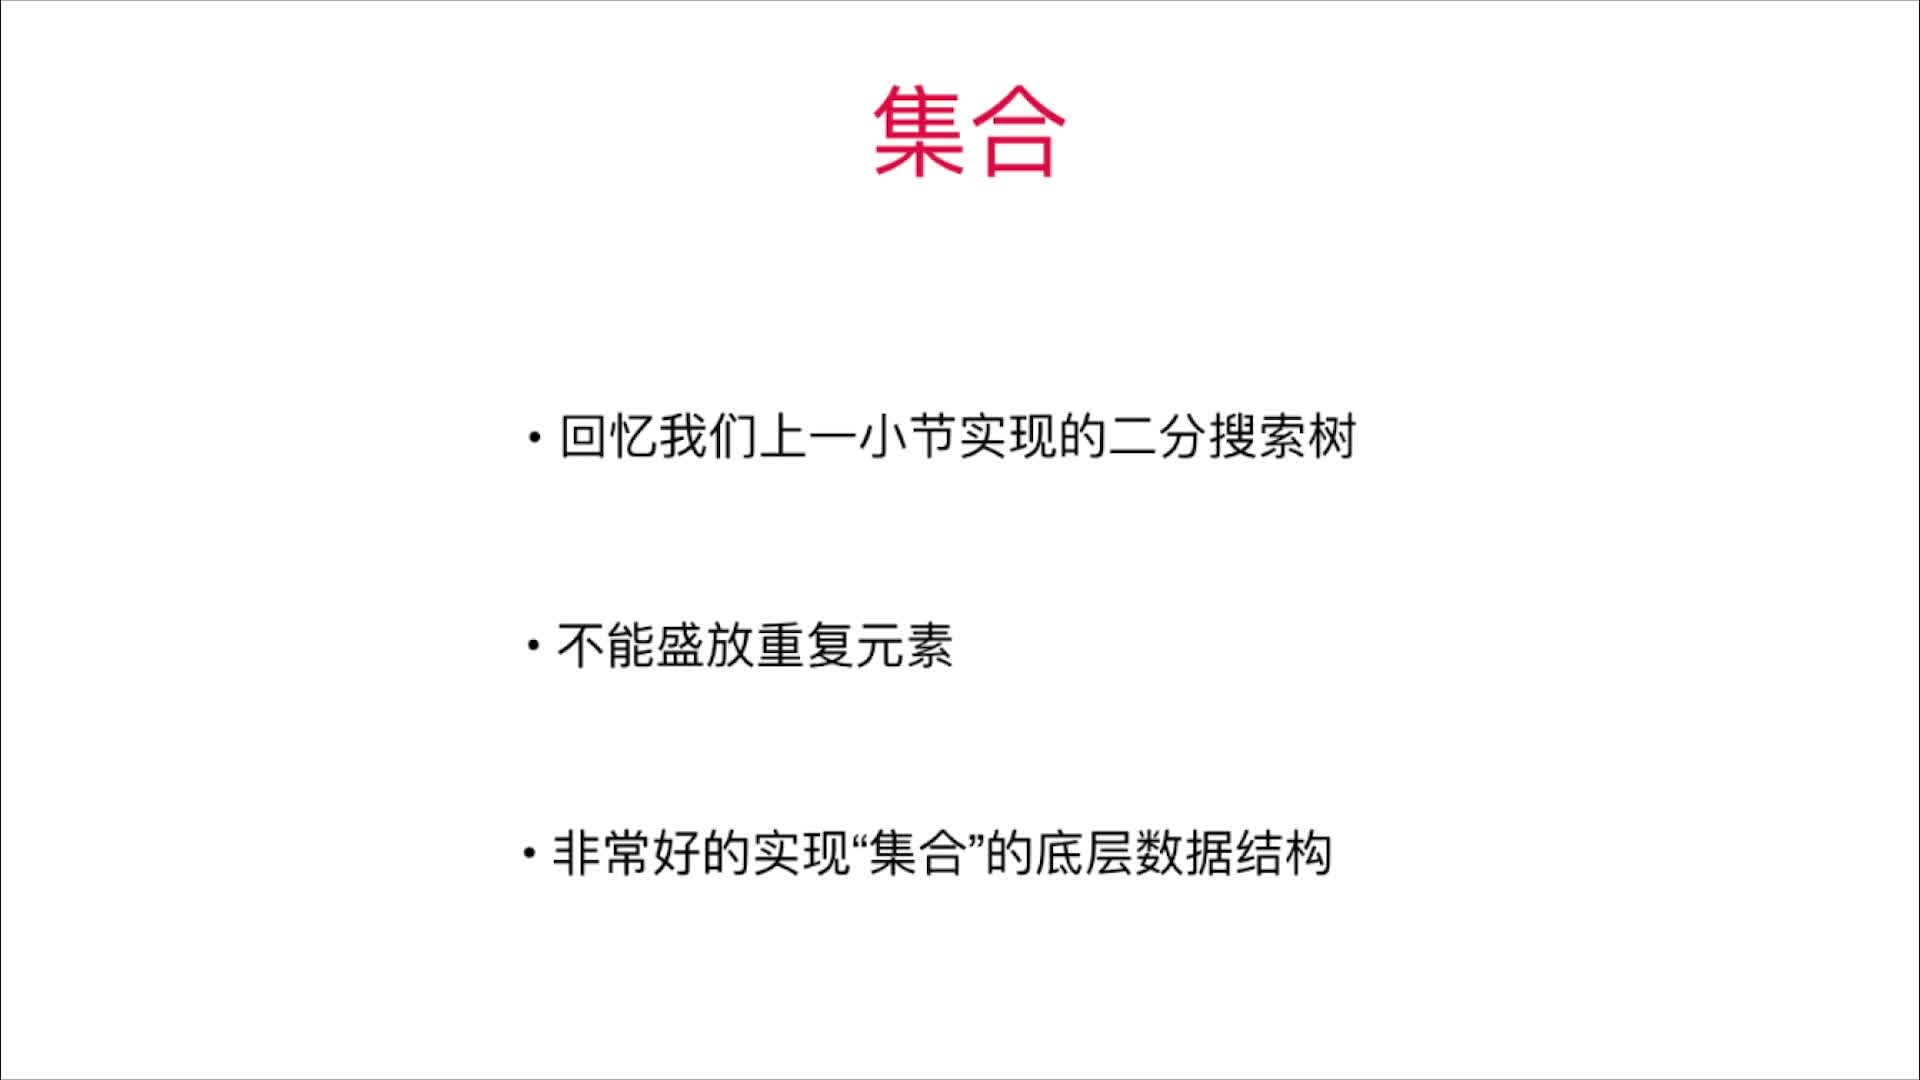 集合
• 回忆我们上一小节实现的二分搜索树
• 不能盛放重复元素
• 非常好的实现“集合”的底层数据结构